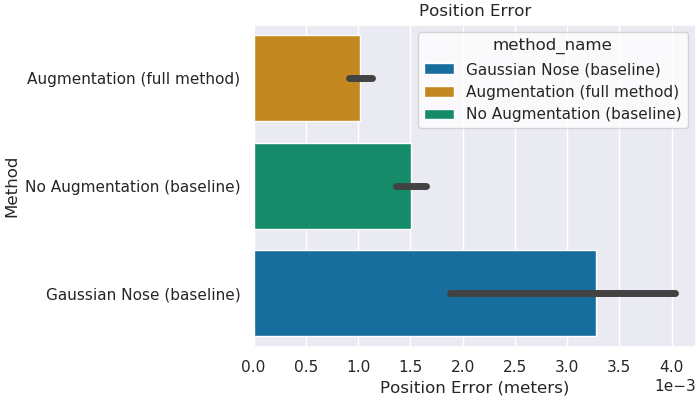 Position Error
method_name
Gaussian Nose (baseline)
Augmentation (full method)
No Augmentation (baseline)
Augmentation (full method)
No Augmentation (baseline)
Gaussian Nose (baseline)
Method
0.0 0.5 1.0 1.5 2.0 2.5 3.0 3.5 4.0
1e−3
Position Error (meters)